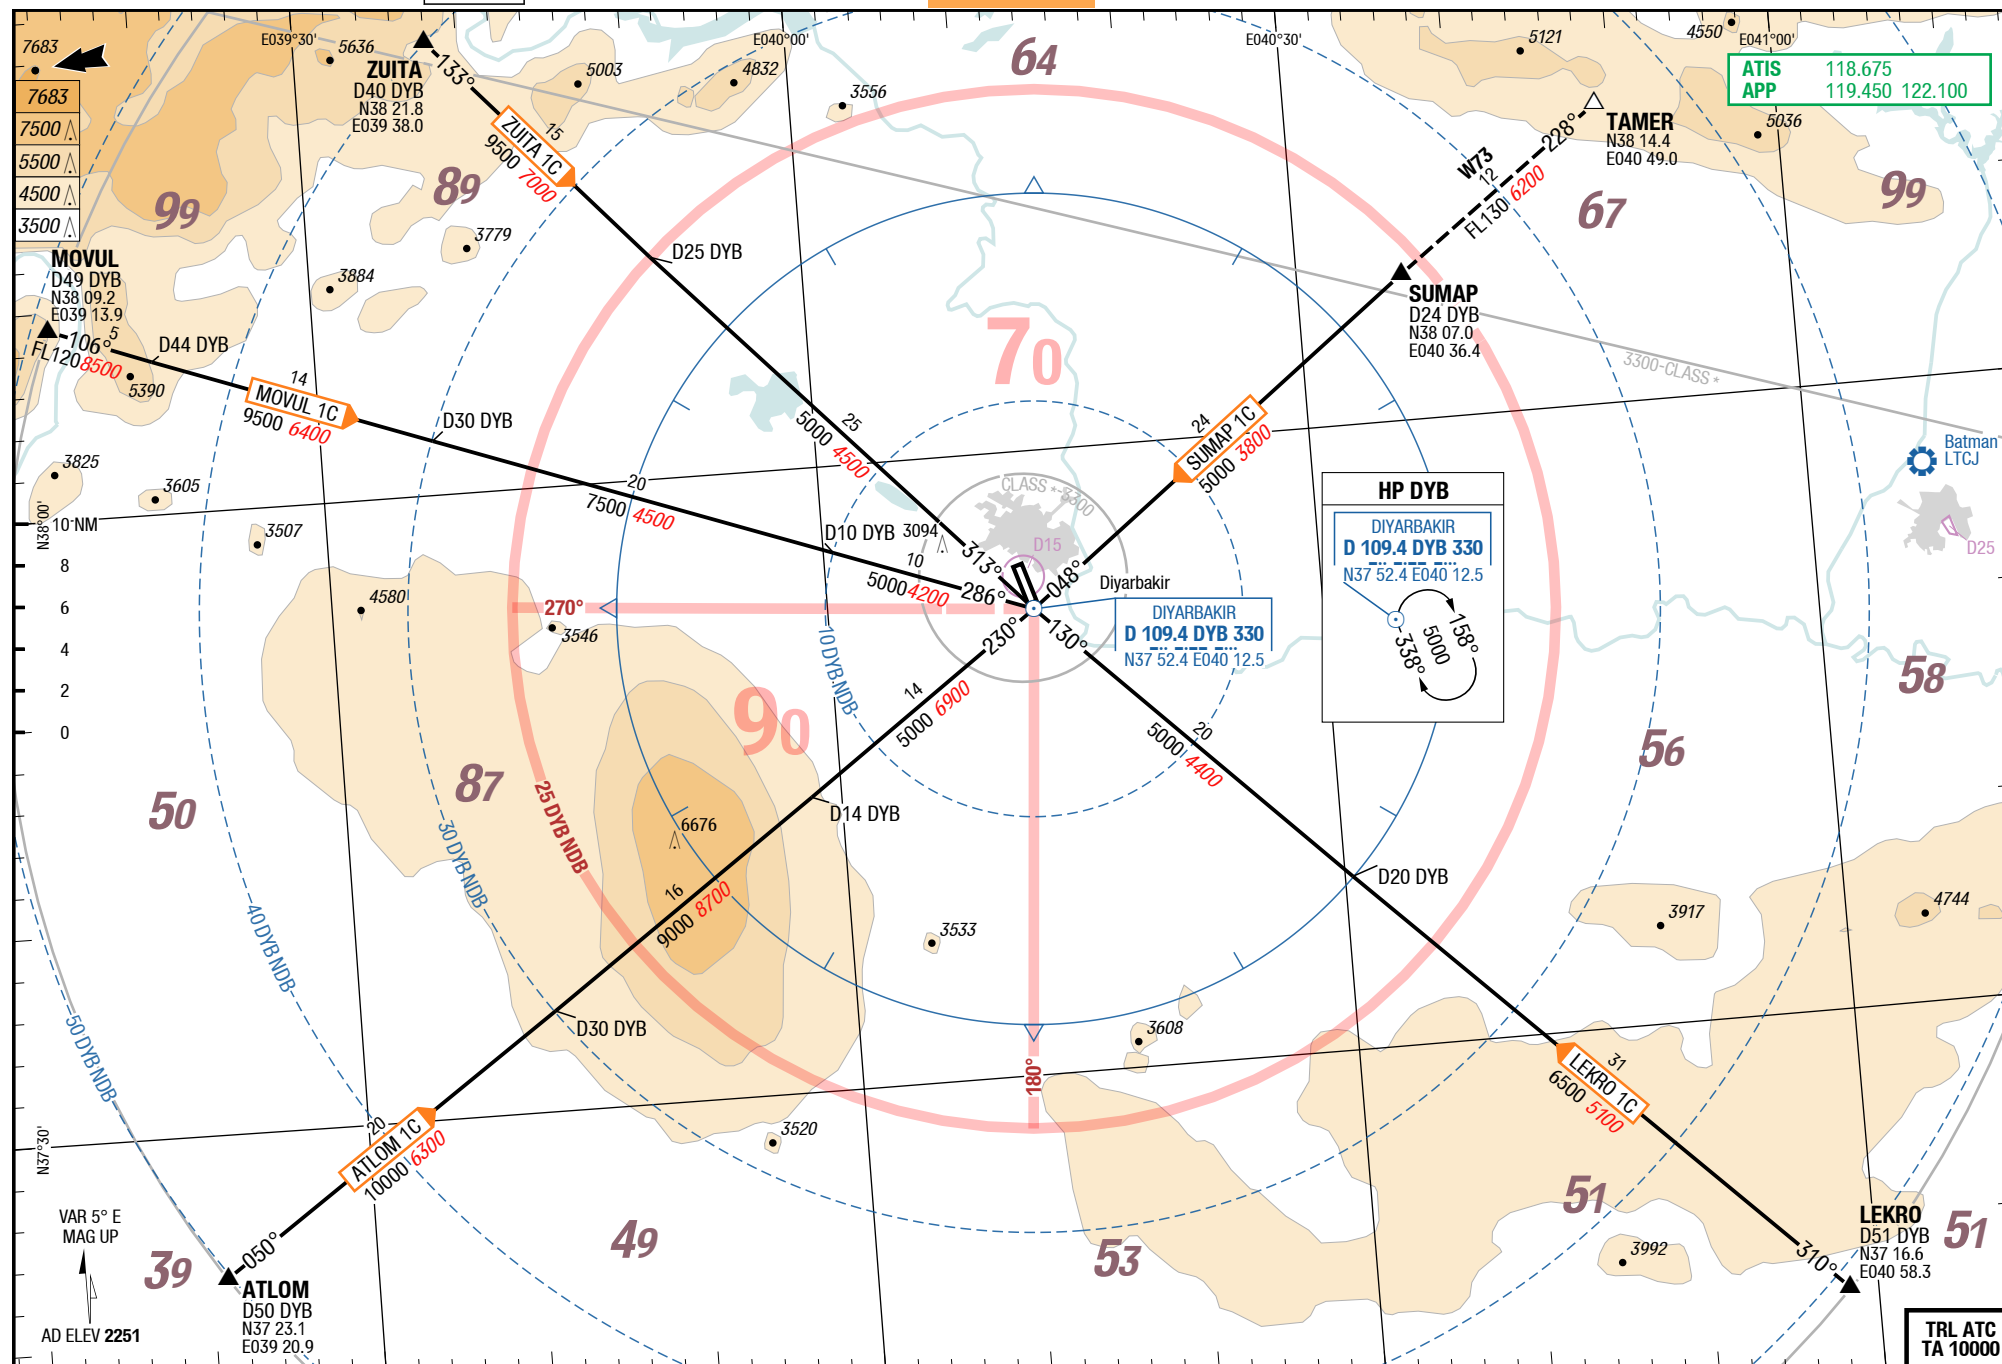 7683
7683
7500
5500
4500
3500
99
89
64
67
99
E039°30'
E040°00'
E040°30'
E041°00'
5636
5003
4832
3556
5121
4550
5036
ATIS 118.675
APP 119.450 122.100
ZUITA
D40 DYB
N38 21.8
E039 38.0
133°
15
ZUITA 1C
9500 7000
D25 DYB
25
5000 4500
313°
TAMER
N38 14.4
E040 49.0
228°
W73
12
FL130 6200
SUMAP
D24 DYB
N38 07.0
E040 36.4
24
SUMAP 1C
5000 3800
048°
3300-CLASS *
3779
3884
MOVUL
D49 DYB
N38 09.2
E039 13.9
106°
5
FL120 8500
D44 DYB
5390
14
MOVUL 1C
9500 6400
D30 DYB
20
7500 4500
D10 DYB
3094
10
5000 4200
286°
70
CLASS *-3300
D15
Batman
LTCJ
D25
3825
3605
3507
N38°00'
10 NM
8
6
4
2
0
4580
3546
270°
Diyarbakir
DIYARBAKIR
D 109.4 DYB 330
N37 52.4 E040 12.5
HP DYB
DIYARBAKIR
D 109.4 DYB 330
N37 52.4 E040 12.5
158°
5000
338°
230°
130°
10 DYB NDB
14
5000 6900
20
5000 4400
90
58
56
87
50
25 DYB NDB
30 DYB NDB
40 DYB NDB
50 DYB NDB
6676
D14 DYB
16
9000 8700
D20 DYB
3917
4744
3533
D30 DYB
3608
180°
3520
31
LEKRO 1C
6500 5100
20
ATLOM 1C
10000 6300
N37°30'
050°
ATLOM
D50 DYB
N37 23.1
E039 20.9
VAR 5° E
MAG UP
AD ELEV 2251
39
49
53
51
51
3992
310°
LEKRO
D51 DYB
N37 16.6
E040 58.3
TRL ATC
TA 10000